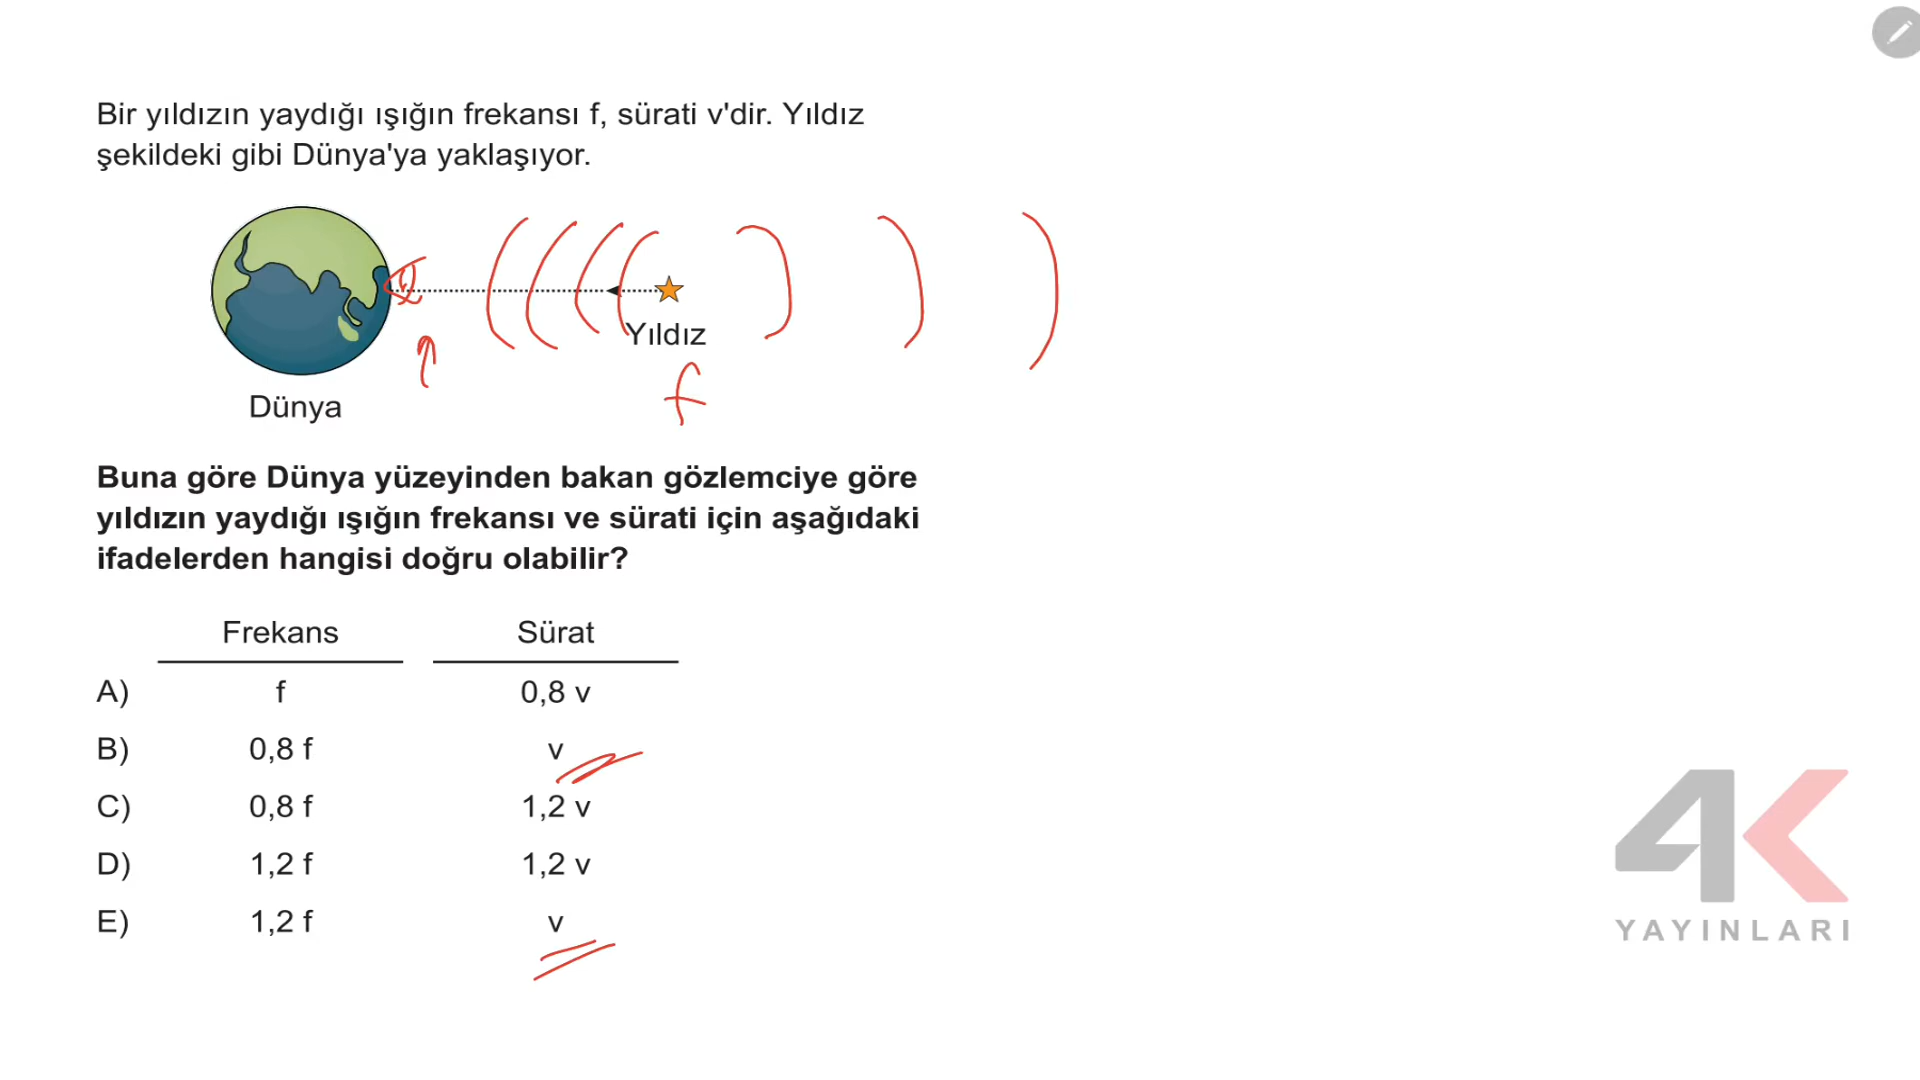 Bir yıldızın yaydığı ışığın frekansı f, sürati v'dir. Yıldız
şekildeki gibi Dünya'ya yaklaşıyor.
Yıldız
f
Dünya
Buna göre Dünya yüzeyinden bakan gözlemciye göre
yıldızın yaydığı ışığın frekansı ve sürati için aşağıdaki
ifadelerden hangisi doğru olabilir?
Frekans Sürat
A) f 0,8 v
B) 0,8 f v
C) 0,8 f 1,2 v
D) 1,2 f 1,2 v
E) 1,2 f v
4K
YAYINLARI